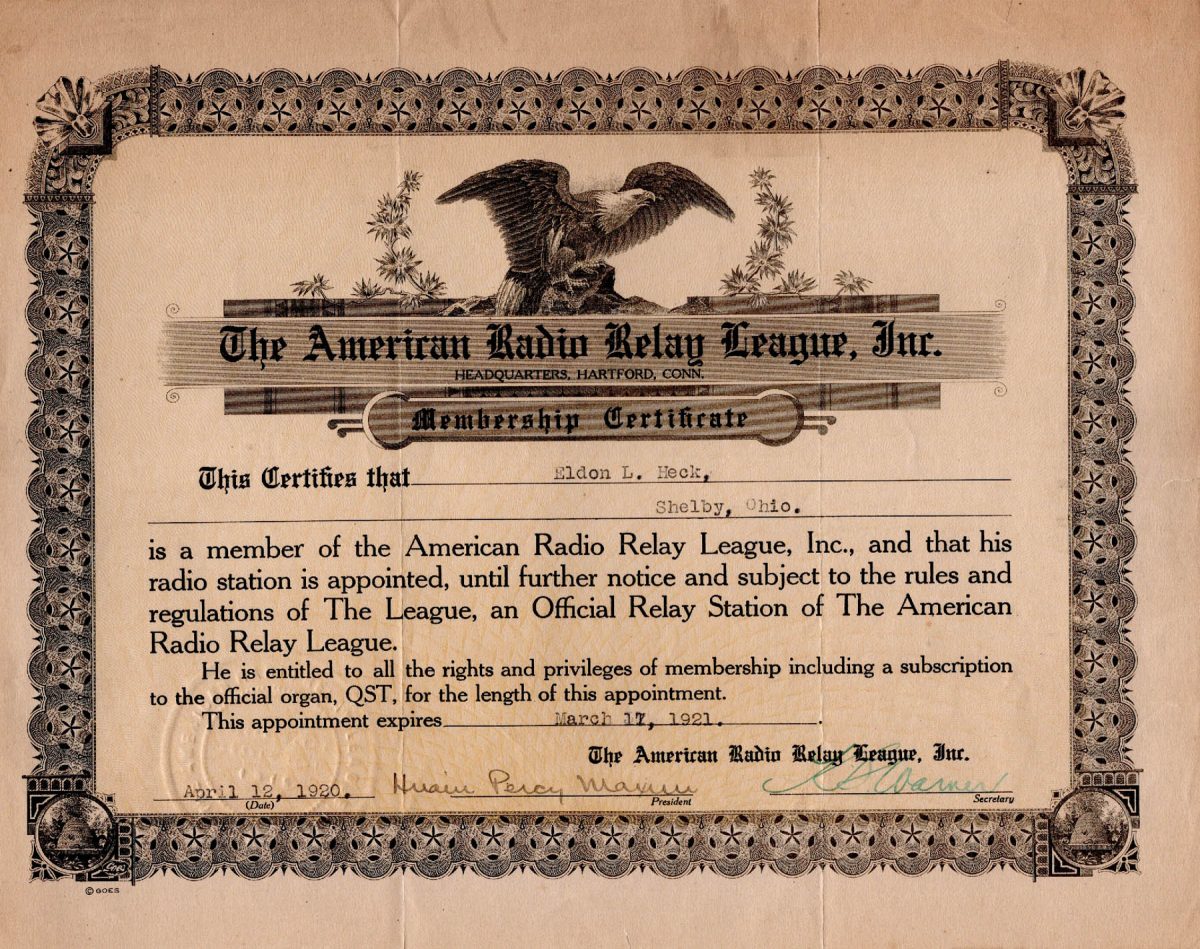 The American Radio Relay League, Inc.
HEADQUARTERS, HARTFORD, CONN.
Membership Certificate
This Certifies that Eldon L. Heck,
Shelby, Ohio.
is a member of the American Radio Relay League, Inc., and that his
radio station is appointed, until further notice and subject to the rules and
regulations of The League, an Official Relay Station of The American
Radio Relay League.
He is entitled to all the rights and privileges of membership including a subscription
to the official organ, QST, for the length of this appointment.
This appointment expires March 17, 1921.
The American Radio Relay League, Inc.
April 12, 1920. Hiram Percy Maxim K B Warner
(Date) President Secretary
© GOES